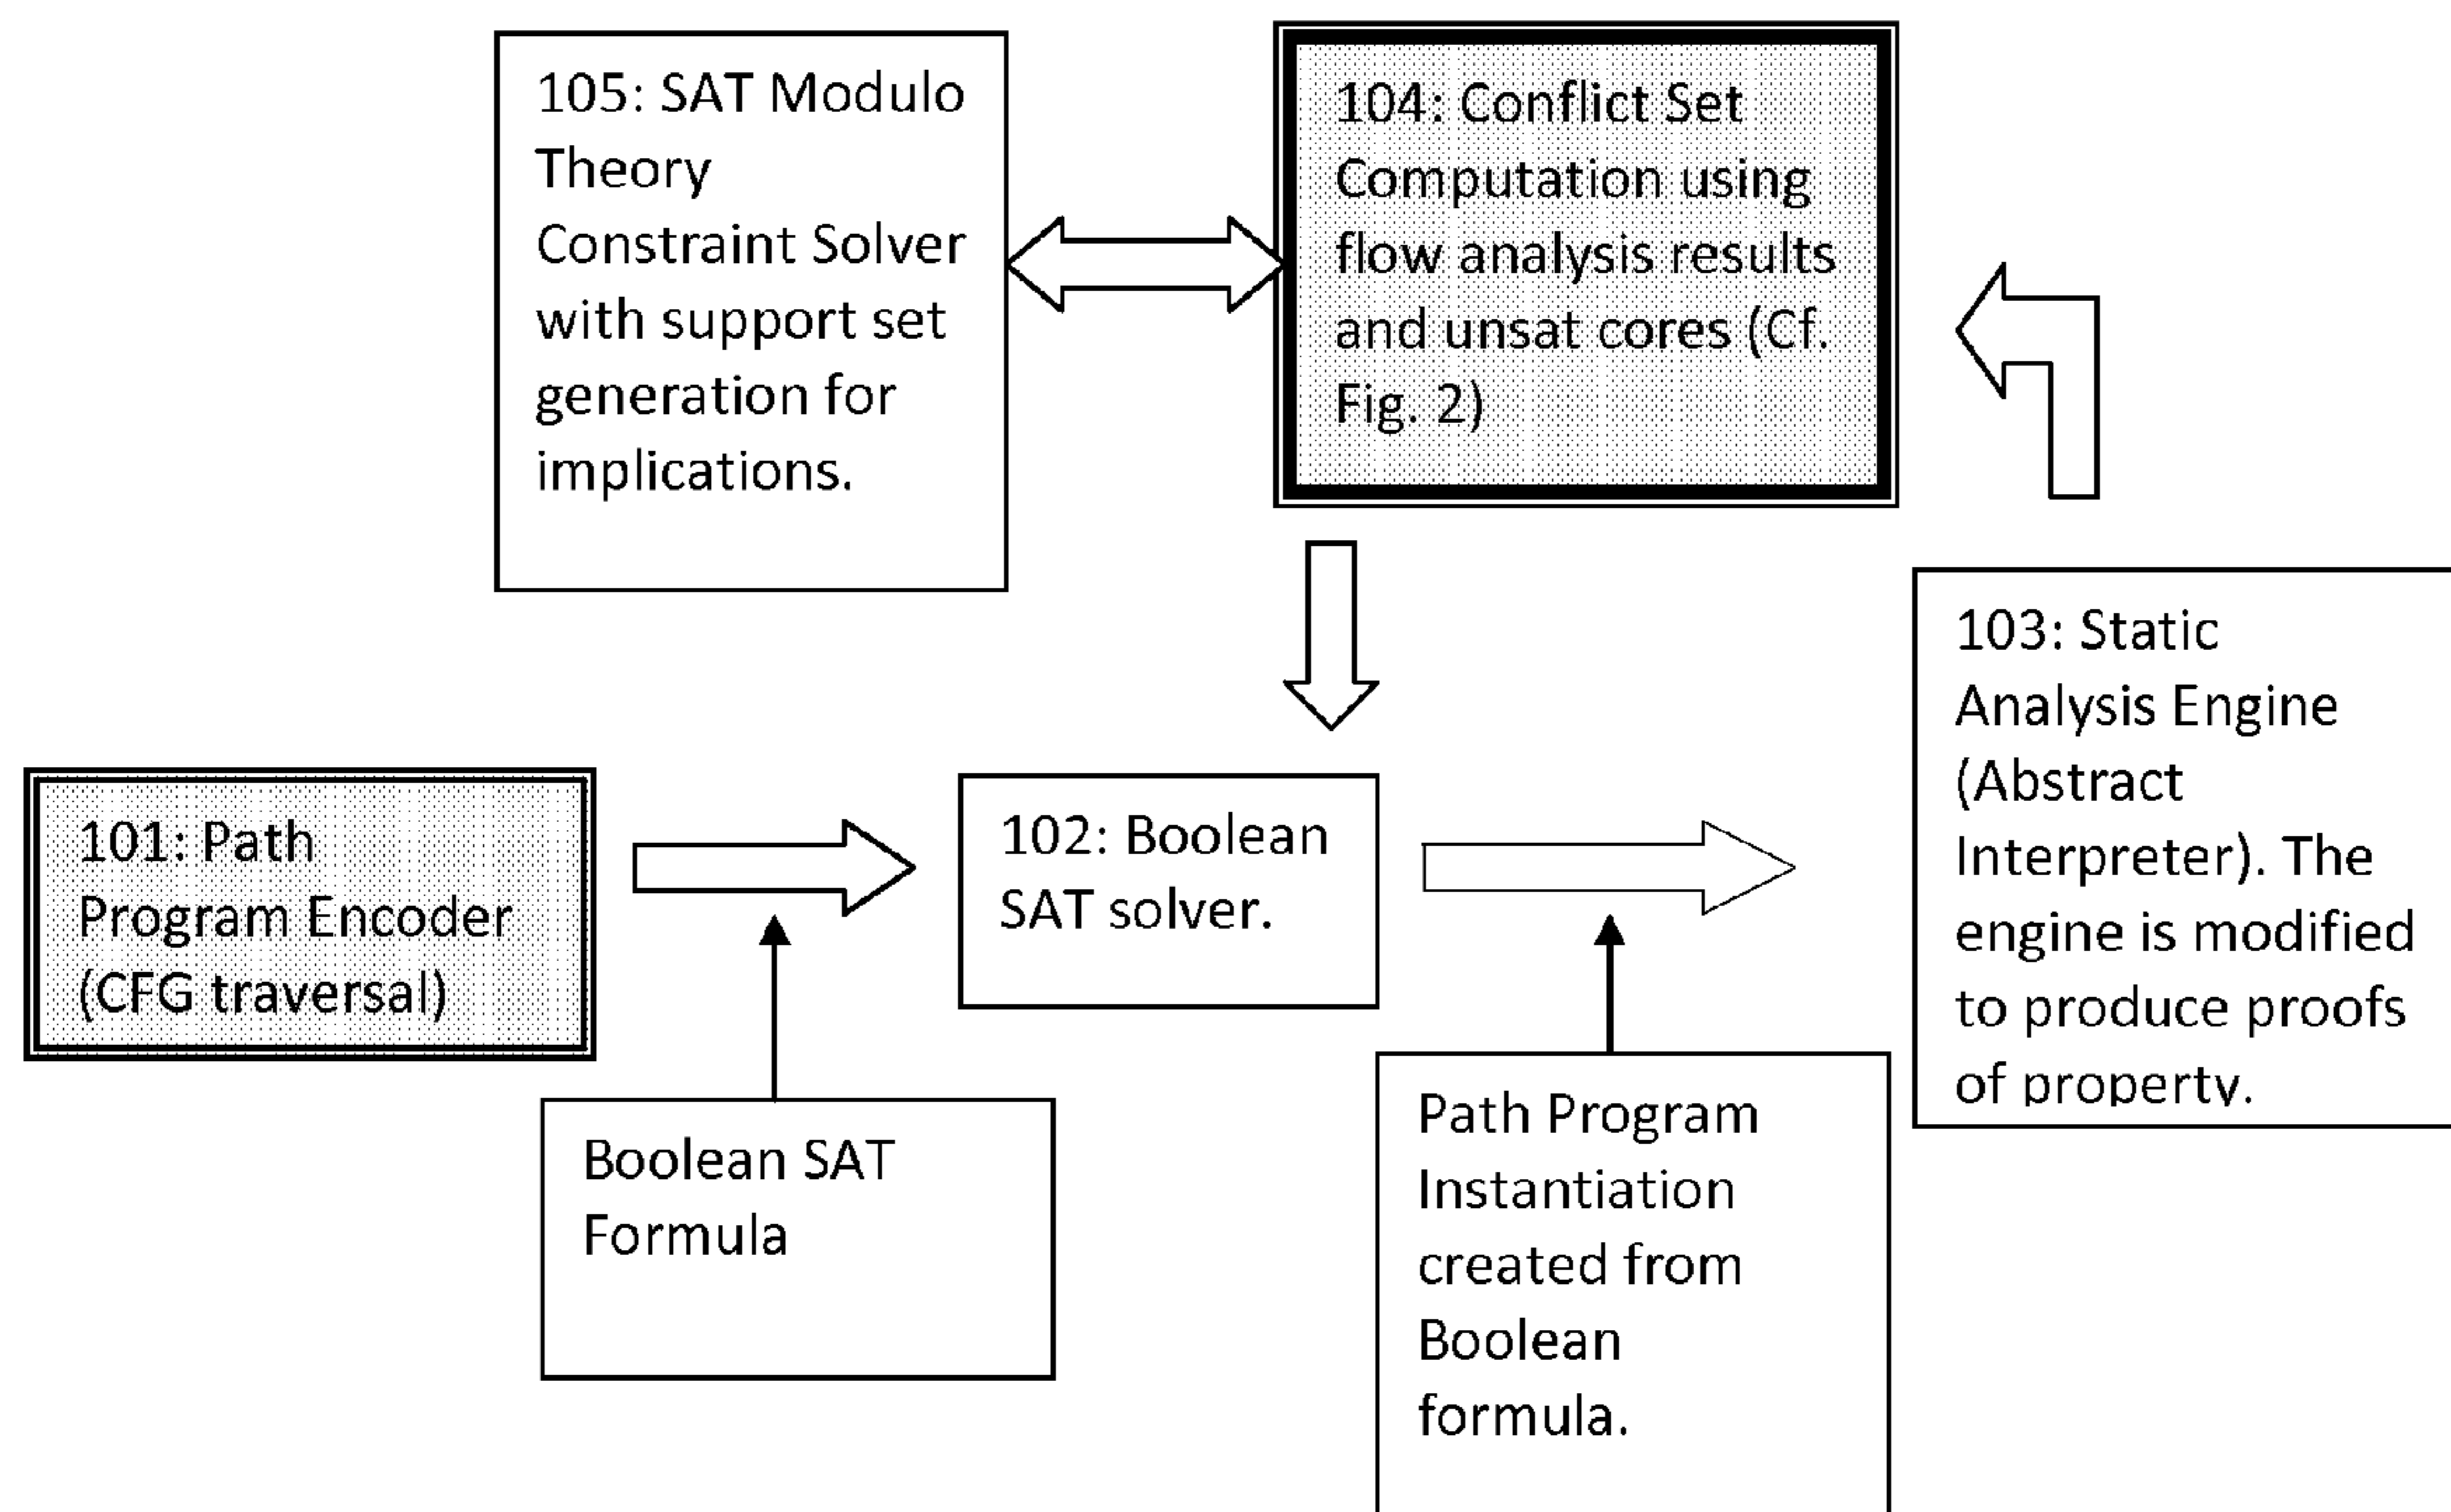 105: SAT Modulo
Theory
Constraint Solver
with support set
generation for
implications.
104: Conflict Set
Computation using
flow analysis results
and unsat cores (Cf.
Fig. 2)
103: Static
Analysis Engine
(Abstract
Interpreter). The
engine is modified
to produce proofs
of property.
101: Path
Program Encoder
(CFG traversal)
102: Boolean
SAT solver.
Boolean SAT
Formula
Path Program
Instantiation
created from
Boolean
formula.